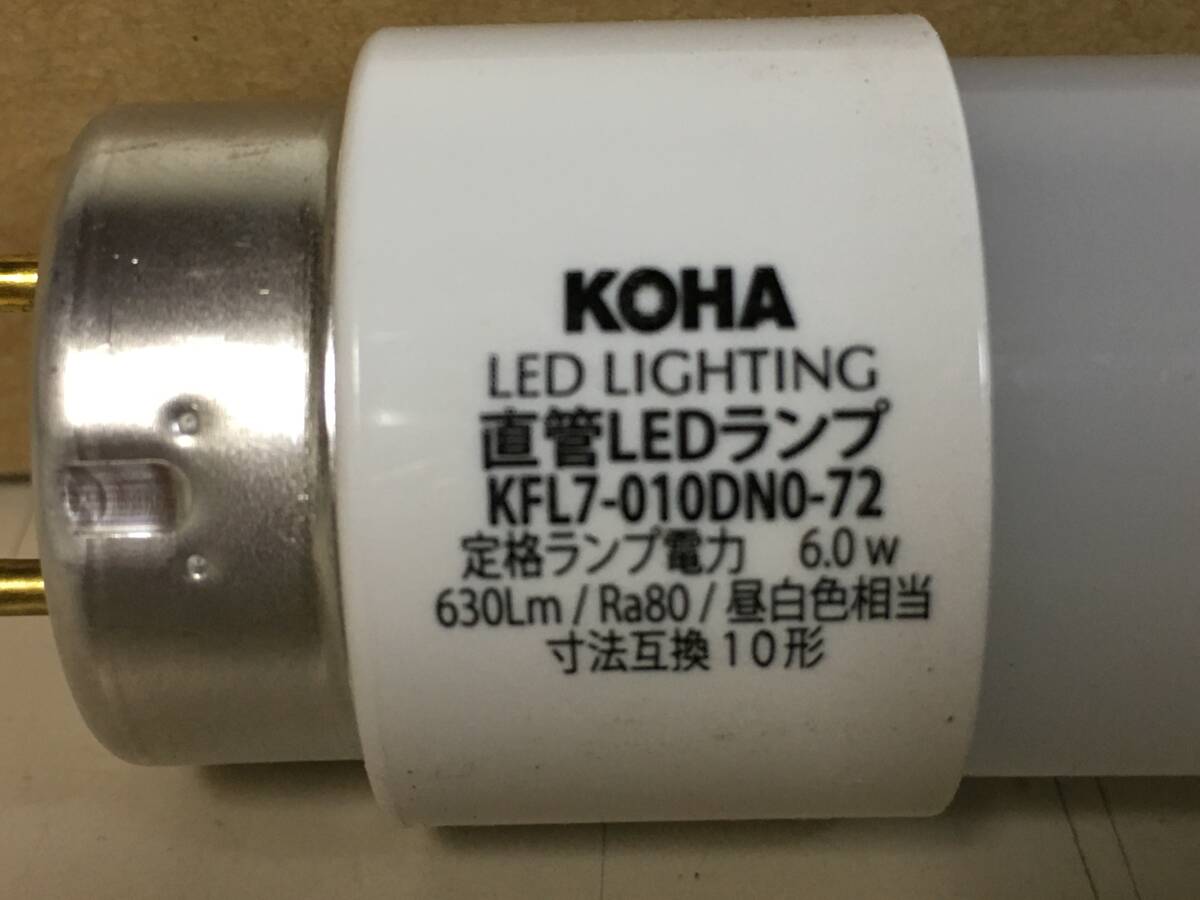 KOHA
LED LIGHTING
直管LEDランプ
KFL7-010DN0-72
定格ランプ電力 6.0w
630Lm / Ra80 / 昼白色相当
寸法互換10形